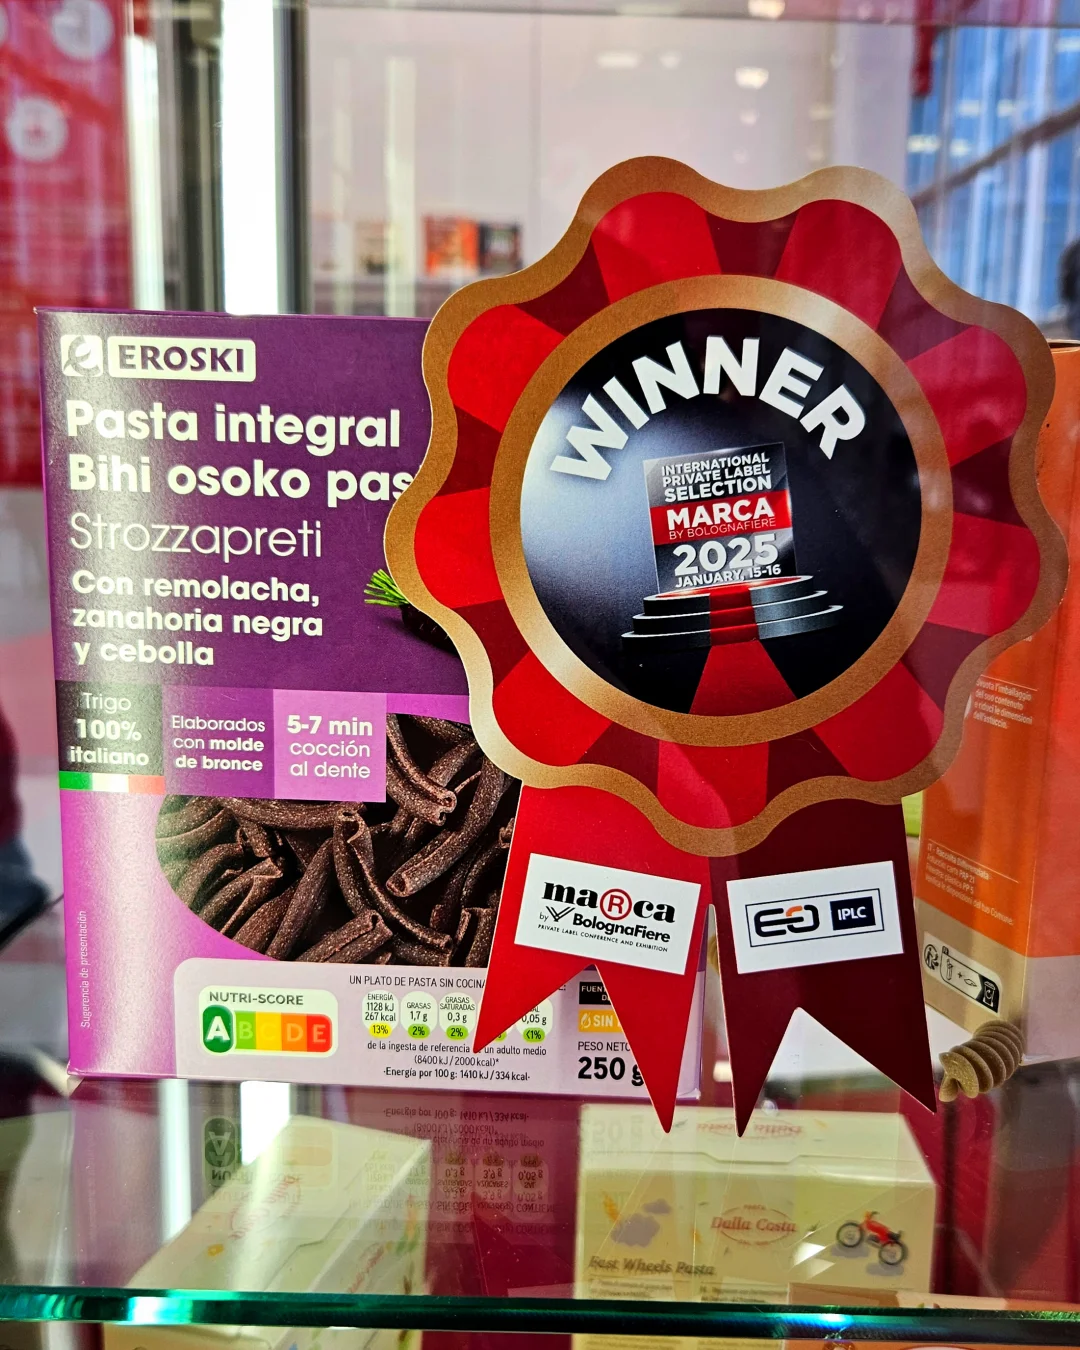 EROSKI
Pasta integral
Bihi osoko pas
Strozzapreti
Con remolacha,
zanahoria negra
y cebolla
Trigo
100%
italiano
Elaborados
con molde
de bronce
5-7 min
cocción
al dente
Sugerencia de presentación
NUTRI-SCORE
A B C D E
UN PLATO DE PASTA SIN COCINA
ENERGÍA
1128 kJ
267 kcal
13%
GRASAS
1,7 g
2%
GRASAS
SATURADAS
0,3 g
2%
0,05 g
<1%
de la ingesta de referencia un adulto medio
(8400 kJ / 2000 kcal)*
-Energía por 100 g: 1410 kJ / 334 kcal-
FUEN
SIN
PESO NETO
250 g
WINNER
INTERNATIONAL
PRIVATE LABEL
SELECTION
MARCA
BY BOLOGNAFIERE
2025
JANUARY, 15-16
maRca
by BolognaFiere
PRIVATE LABEL CONFERENCE AND EXHIBITION
IPLC
del tuo Comune.
Dalla Costa
Fast Wheels Pasta